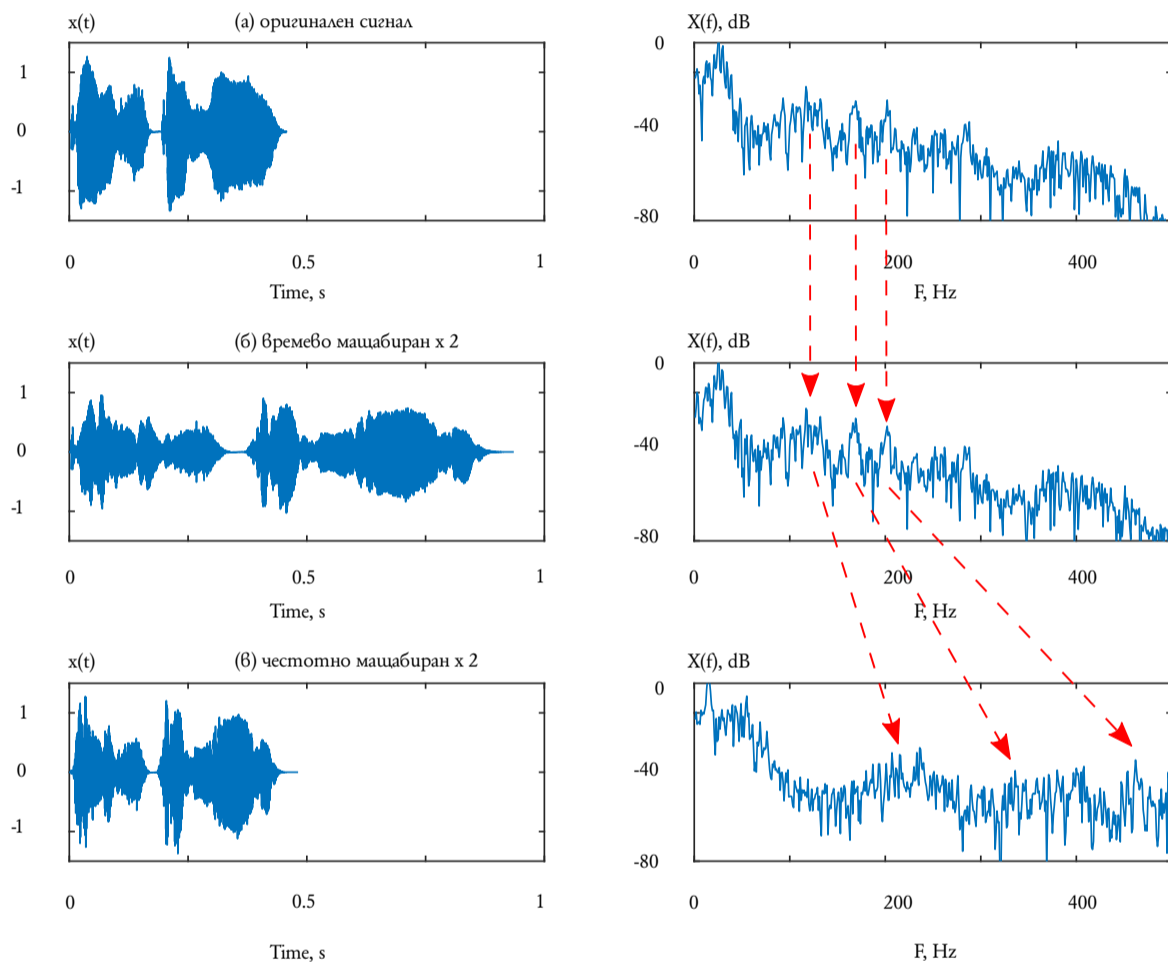 x(t)
(а) оригинален сигнал
1
0
-1
0
0.5
1
Time, s
X(f), dB
0
-40
-80
0
200
400
F, Hz
x(t)
(б) времево мащабиран x 2
1
0
-1
0
0.5
1
Time, s
X(f), dB
0
-40
-80
0
200
400
F, Hz
x(t)
(в) честотно мащабиран x 2
1
0
-1
0
0.5
1
Time, s
X(f), dB
0
-40
-80
0
200
400
F, Hz